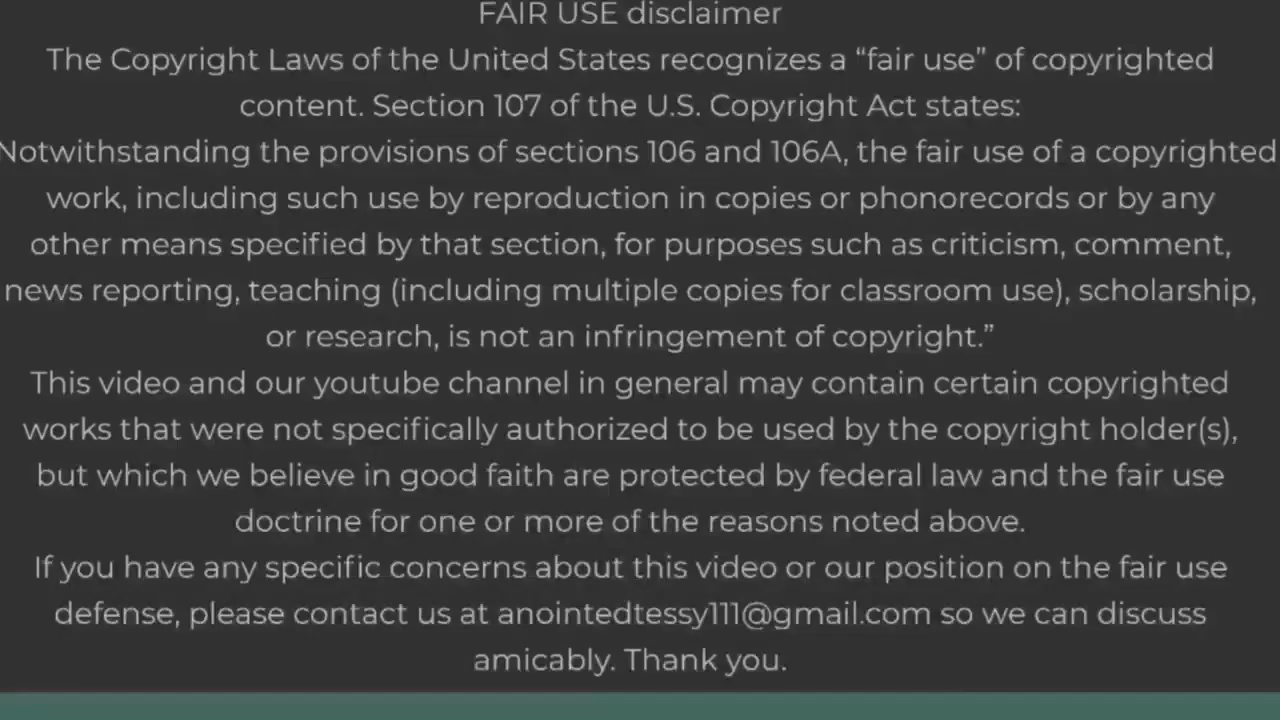 FAIR USE disclaimer
The Copyright Laws of the United States recognizes a “fair use” of copyrighted
content. Section 107 of the U.S. Copyright Act states:
Notwithstanding the provisions of sections 106 and 106A, the fair use of a copyrighted
work, including such use by reproduction in copies or phonorecords or by any
other means specified by that section, for purposes such as criticism, comment,
news reporting, teaching (including multiple copies for classroom use), scholarship,
or research, is not an infringement of copyright.”
This video and our youtube channel in general may contain certain copyrighted
works that were not specifically authorized to be used by the copyright holder(s),
but which we believe in good faith are protected by federal law and the fair use
doctrine for one or more of the reasons noted above.
If you have any specific concerns about this video or our position on the fair use
defense, please contact us at anointedtessy111@gmail.com so we can discuss
amicably. Thank you.